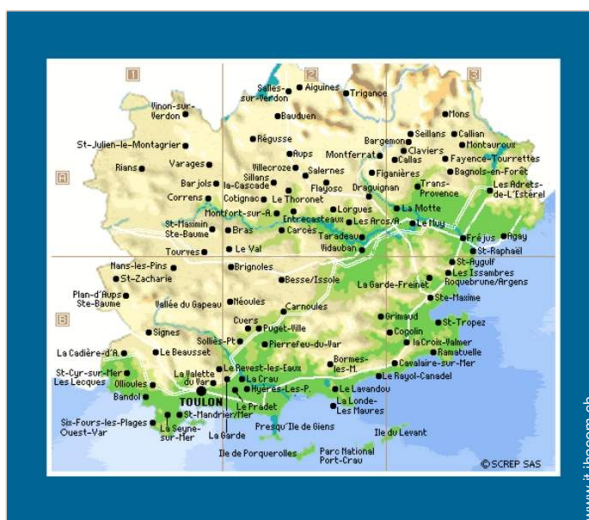 1 2 3
Salles-
sur-Verdon
Aiguines
Trigance
Vinon-sur-
Verdon
Bauduen
Mons
St-Julien-le-Montagrier
Régusse
Seillans
Callian
Bargemon
Montauroux
Aups
Montferrat
Claviers
Callas
Fayence-Tourrettes
Rians
Varages
Villecroze
Salernes
Figanières
Bagnols-en-Forêt
A
Barjols
Sillans
la-Cascade
Flayosc
Draguignan
Trans-
Provence
Les Adrets-
de-L'Estérel
Correns
Cotignac
Le Thoronet
Montfort-sur-A.
Lorgues
La Motte
Entrecasteaux
Les Arcs/A.
Le Muy
St-Maximin
Ste-Baume
Bras
Carcès
Taradeau
Fréjus
Agay
Tourves
Le Val
Vidauban
St-Raphaël
Nans-les-Pins
Brignoles
St-Aygulf
St-Zacharie
Besse/Issole
La Garde-Freinet
Les Issambres
Roquebrune/Argens
Plan-d'Aups
Ste-Baume
Vallée du Gapeau
Néoules
Carnoules
Ste-Maxime
B
Cuers
Grimaud
St-Tropez
Signes
Puget-Ville
Cogolin
Solliès-Pt
Pierrefeu-du-Var
la Croix-Valmer
Ramatuelle
La Cadière-d'A.
Le Beausset
Bormes-
les-M.
Cavalaire-sur-Mer
St-Cyr-sur-Mer
Les Lecques
La Valette
du Var
Le Revest-les-Eaux
La Crau
Le Rayol-Canadel
Ollioules
Hyères-Les-P.
Le Lavandou
Bandol
TOULON
Le Pradet
La Londe-
Les Maures
St-Mandrier/Mer
Six-Fours-les-Plages
Ouest-Var
La Seyne-
sur-Mer
La Garde
Presqu'Ile de Giens
Ile du Levant
Ile de Porquerolles
Parc National
Port-Crau
©SCREP SAS